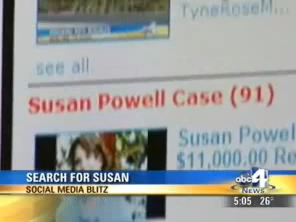 TyneRoseM...
see all
Susan Powell Case (91)
Susan Powel
$11,000.00 Re
SEARCH FOR SUSAN
SOCIAL MEDIA BLITZ
abc 4
NEWS
5:05 26°